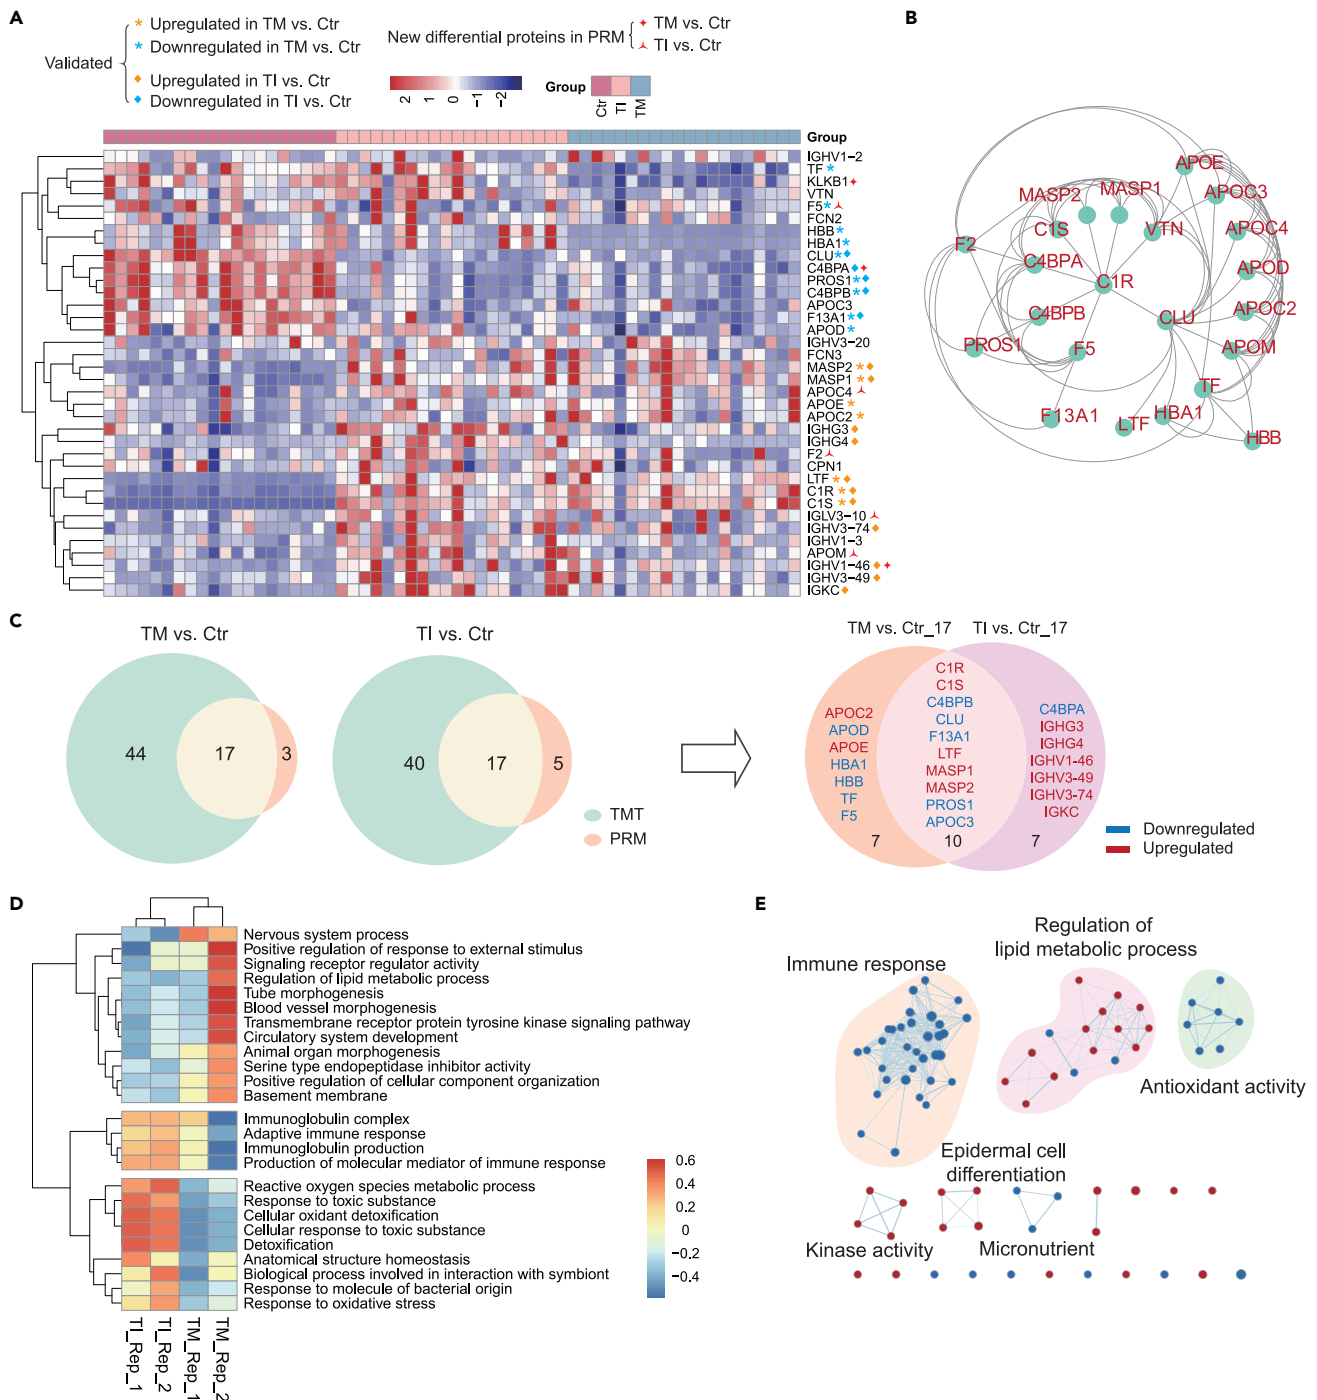 A
Validated
* Upregulated in TM vs. Ctr
* Downregulated in TM vs. Ctr
◆ Upregulated in TI vs. Ctr
◆ Downregulated in TI vs. Ctr
New differential proteins in PRM
TM vs. Ctr
TI vs. Ctr
2 1 0 -1 -2
Group
Ctr TI TM
Group
IGHV1-2
TF
KLKB1
VTN
F5
FCN2
HBB
HBA1
CLU
C4BPA
PROS1
C4BPB
APOC3
F13A1
APOD
IGHV3-20
FCN3
MASP2
MASP1
APOC4
APOE
APOC2
IGHG3
IGHG4
F2
CPN1
LTF
C1R
C1S
IGLV3-10
IGHV3-74
IGHV1-3
APOM
IGHV1-46
IGHV3-49
IGKC
B
APOE
MASP2
MASP1
APOC3
C1S
VTN
APOC4
F2
C4BPA
APOD
C1R
C4BPB
CLU
APOC2
PROS1
F5
APOM
TF
F13A1
LTF
HBA1
HBB
C
TM vs. Ctr
44
17
3
TI vs. Ctr
40
17
5
TMT
PRM
TM vs. Ctr_17
TI vs. Ctr_17
APOC2
APOD
APOE
HBA1
HBB
TF
F5
7
C1R
C1S
C4BPB
CLU
F13A1
LTF
MASP1
MASP2
PROS1
APOC3
10
C4BPA
IGHG3
IGHG4
IGHV1-46
IGHV3-49
IGHV3-74
IGKC
7
Downregulated
Upregulated
D
Nervous system process
Positive regulation of response to external stimulus
Signaling receptor regulator activity
Regulation of lipid metabolic process
Tube morphogenesis
Blood vessel morphogenesis
Transmembrane receptor protein tyrosine kinase signaling pathway
Circulatory system development
Animal organ morphogenesis
Serine type endopeptidase inhibitor activity
Positive regulation of cellular component organization
Basement membrane
Immunoglobulin complex
Adaptive immune response
Immunoglobulin production
Production of molecular mediator of immune response
Reactive oxygen species metabolic process
Response to toxic substance
Cellular oxidant detoxification
Cellular response to toxic substance
Detoxification
Anatomical structure homeostasis
Biological process involved in interaction with symbiont
Response to molecule of bacterial origin
Response to oxidative stress
TI_Rep_1
TI_Rep_2
TM_Rep_1
TM_Rep_2
0.6
0.4
0.2
0
−0.2
−0.4
E
Immune response
Regulation of
lipid metabolic process
Antioxidant activity
Epidermal cell
differentiation
Kinase activity
Micronutrient